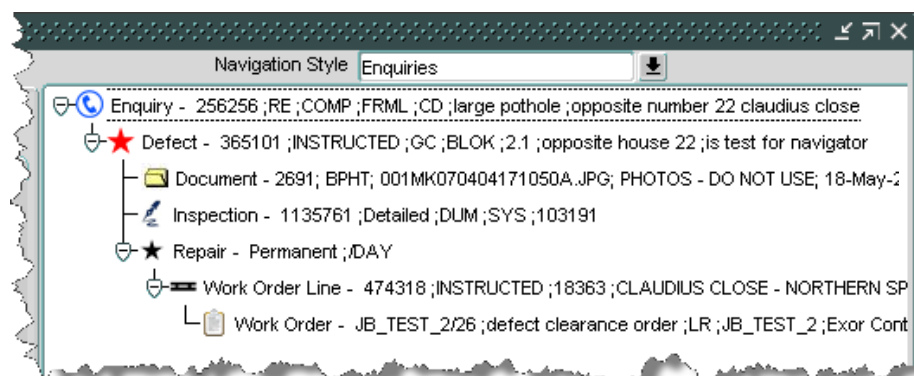 Navigation Style Enquiries
Enquiry - 256256 ;RE ;COMP ;FRML ;CD ;large pothole ;opposite number 22 claudius close
Defect - 365101 ;INSTRUCTED ;GC ;BLOK ;2.1 ;opposite house 22 ;is test for navigator
Document - 2691; BPHT; 001MK070404171050A.JPG; PHOTOS - DO NOT USE; 18-May-2
Inspection - 1135761 ;Detailed ;DUM ;SYS ;103191
Repair - Permanent ;/DAY
Work Order Line - 474318 ;INSTRUCTED ;18363 ;CLAUDIUS CLOSE - NORTHERN SP
Work Order - JB_TEST_2/26 ;defect clearance order ;LR ;JB_TEST_2 ;Exor Cont